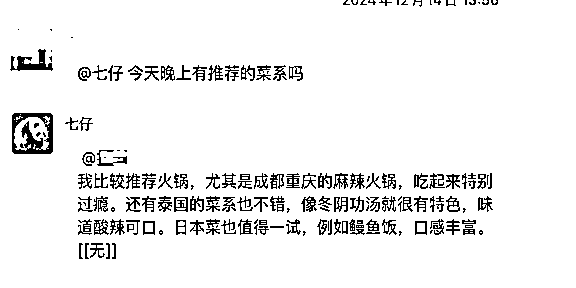 2024年12月14日 13:56
@七仔 今天晚上有推荐的菜系吗
七仔
@
我比较推荐火锅，尤其是成都重庆的麻辣火锅，吃起来特别
过瘾。还有泰国的菜系也不错，像冬阴功汤就很有特色，味
道酸辣可口。日本菜也值得一试，例如鳗鱼饭，口感丰富。
[[无]]